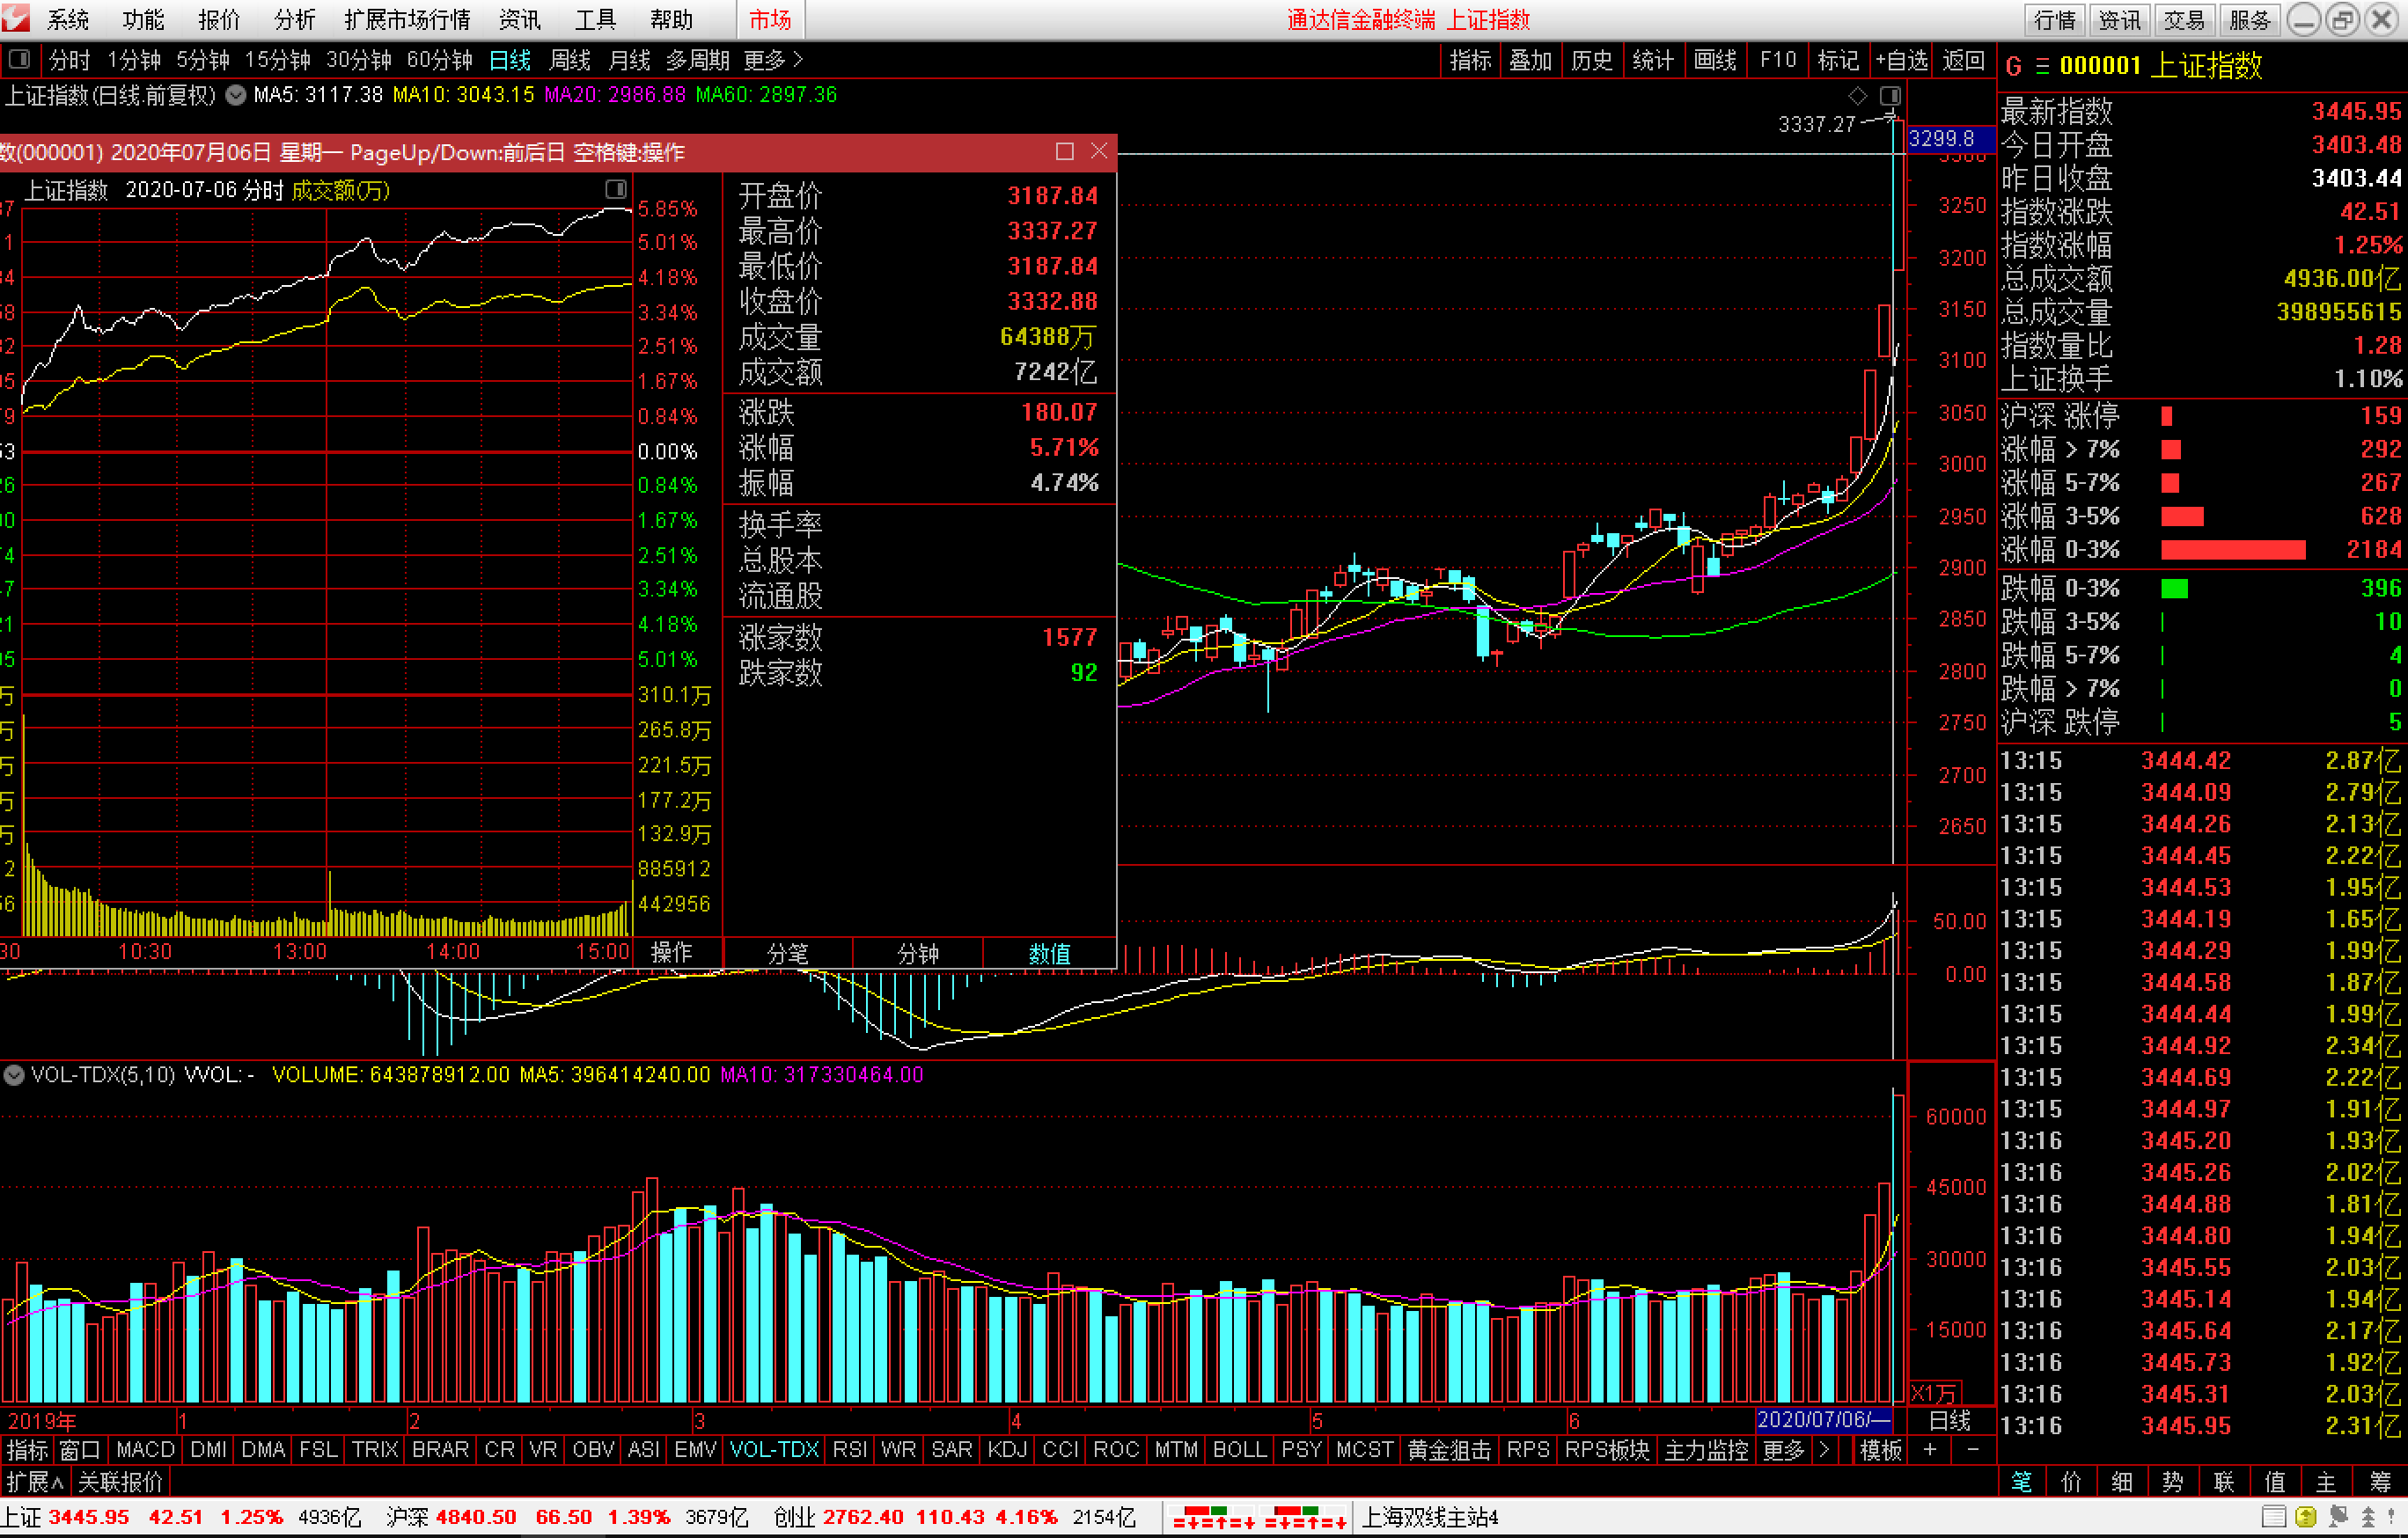 系统 功能 报价 分析 扩展市场行情 资讯 工具 帮助 市场 通达信金融终端 上证指数 行情 资讯 交易 服务
分时 1分钟 5分钟 15分钟 30分钟 60分钟 日线 周线 月线 多周期 更多 > 指标 叠加 历史 统计 画线 F10 标记 +自选 返回
G 000001 上证指数
上证指数(日线.前复权) MA5: 3117.38 MA10: 3043.15 MA20: 2986.88 MA60: 2897.36
3337.27
3299.8
3250
3200
3150
3100
3050
3000
2950
2900
2850
2800
2750
2700
2650
数(000001) 2020年07月06日 星期一 PageUp/Down:前后日 空格键:操作
上证指数 2020-07-06 分时 成交额(万)
5.85%
5.01%
4.18%
3.34%
2.51%
1.67%
0.84%
0.00%
0.84%
1.67%
2.51%
3.34%
4.18%
5.01%
310.1万
265.8万
221.5万
177.2万
132.9万
885912
442956
30 10:30 13:00 14:00 15:00 操作 分笔 分钟 数值
开盘价 3187.84
最高价 3337.27
最低价 3187.84
收盘价 3332.88
成交量 64388万
成交额 7242亿
涨跌 180.07
涨幅 5.71%
振幅 4.74%
换手率
总股本
流通股
涨家数 1577
跌家数 92
50.00
0.00
VOL-TDX(5,10) VVOL: - VOLUME: 643878912.00 MA5: 396414240.00 MA10: 317330464.00
60000
45000
30000
15000
X1万
2019年 1 2 3 4 5 6 2020/07/06/一 日线
指标 窗口 MACD DMI DMA FSL TRIX BRAR CR VR OBV ASI EMV VOL-TDX RSI WR SAR KDJ CCI ROC MTM BOLL PSY MCST 黄金狙击 RPS RPS板块 主力监控 更多 > 模板 + -
扩展∧ 关联报价
最新指数 3445.95
今日开盘 3403.48
昨日收盘 3403.44
指数涨跌 42.51
指数涨幅 1.25%
总成交额 4936.00亿
总成交量 398955615
指数量比 1.28
上证换手 1.10%
沪深 涨停 159
涨幅 > 7% 292
涨幅 5-7% 267
涨幅 3-5% 628
涨幅 0-3% 2184
跌幅 0-3% 396
跌幅 3-5% 10
跌幅 5-7% 4
跌幅 > 7% 0
沪深 跌停 5
13:15 3444.42 2.87亿
13:15 3444.09 2.79亿
13:15 3444.26 2.13亿
13:15 3444.45 2.22亿
13:15 3444.53 1.95亿
13:15 3444.19 1.65亿
13:15 3444.29 1.99亿
13:15 3444.58 1.87亿
13:15 3444.44 1.99亿
13:15 3444.92 2.34亿
13:15 3444.69 2.22亿
13:15 3444.97 1.91亿
13:16 3445.20 1.93亿
13:16 3445.26 2.02亿
13:16 3444.88 1.81亿
13:16 3444.80 1.94亿
13:16 3445.55 2.03亿
13:16 3445.14 1.94亿
13:16 3445.64 2.17亿
13:16 3445.73 1.92亿
13:16 3445.31 2.03亿
13:16 3445.95 2.31亿
笔 价 细 势 联 值 主 筹
上证 3445.95 42.51 1.25% 4936亿 沪深 4840.50 66.50 1.39% 3679亿 创业 2762.40 110.43 4.16% 2154亿 上海双线主站4